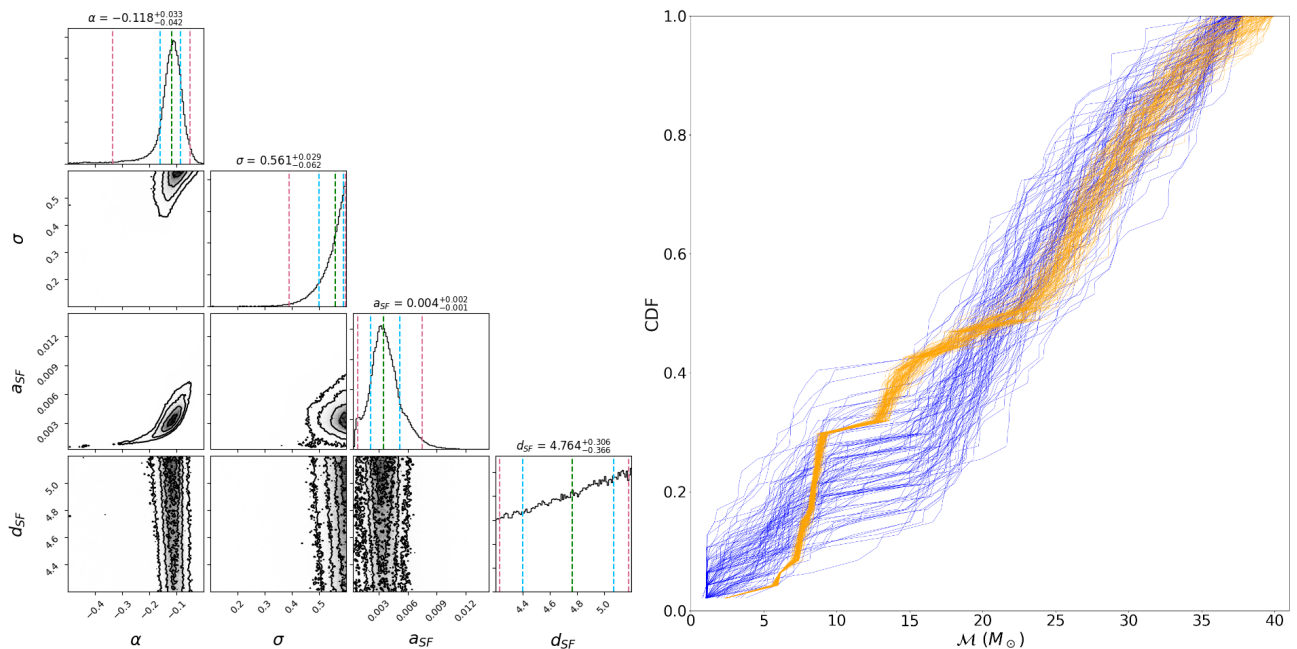 α = −0.118 +0.033 −0.042
σ = 0.561 +0.029 −0.062
a_SF = 0.004 +0.002 −0.001
d_SF = 4.764 +0.306 −0.366
σ
0.5
0.4
0.3
0.2
a_SF
0.012
0.009
0.006
0.003
d_SF
5.0
4.8
4.6
4.4
−0.4 −0.3 −0.2 −0.1
α
0.2 0.3 0.4 0.5
σ
0.003 0.006 0.009 0.012
a_SF
4.4 4.6 4.8 5.0
d_SF
CDF
1.0
0.8
0.6
0.4
0.2
0.0
0 5 10 15 20 25 30 35 40
ℳ (M⊙)